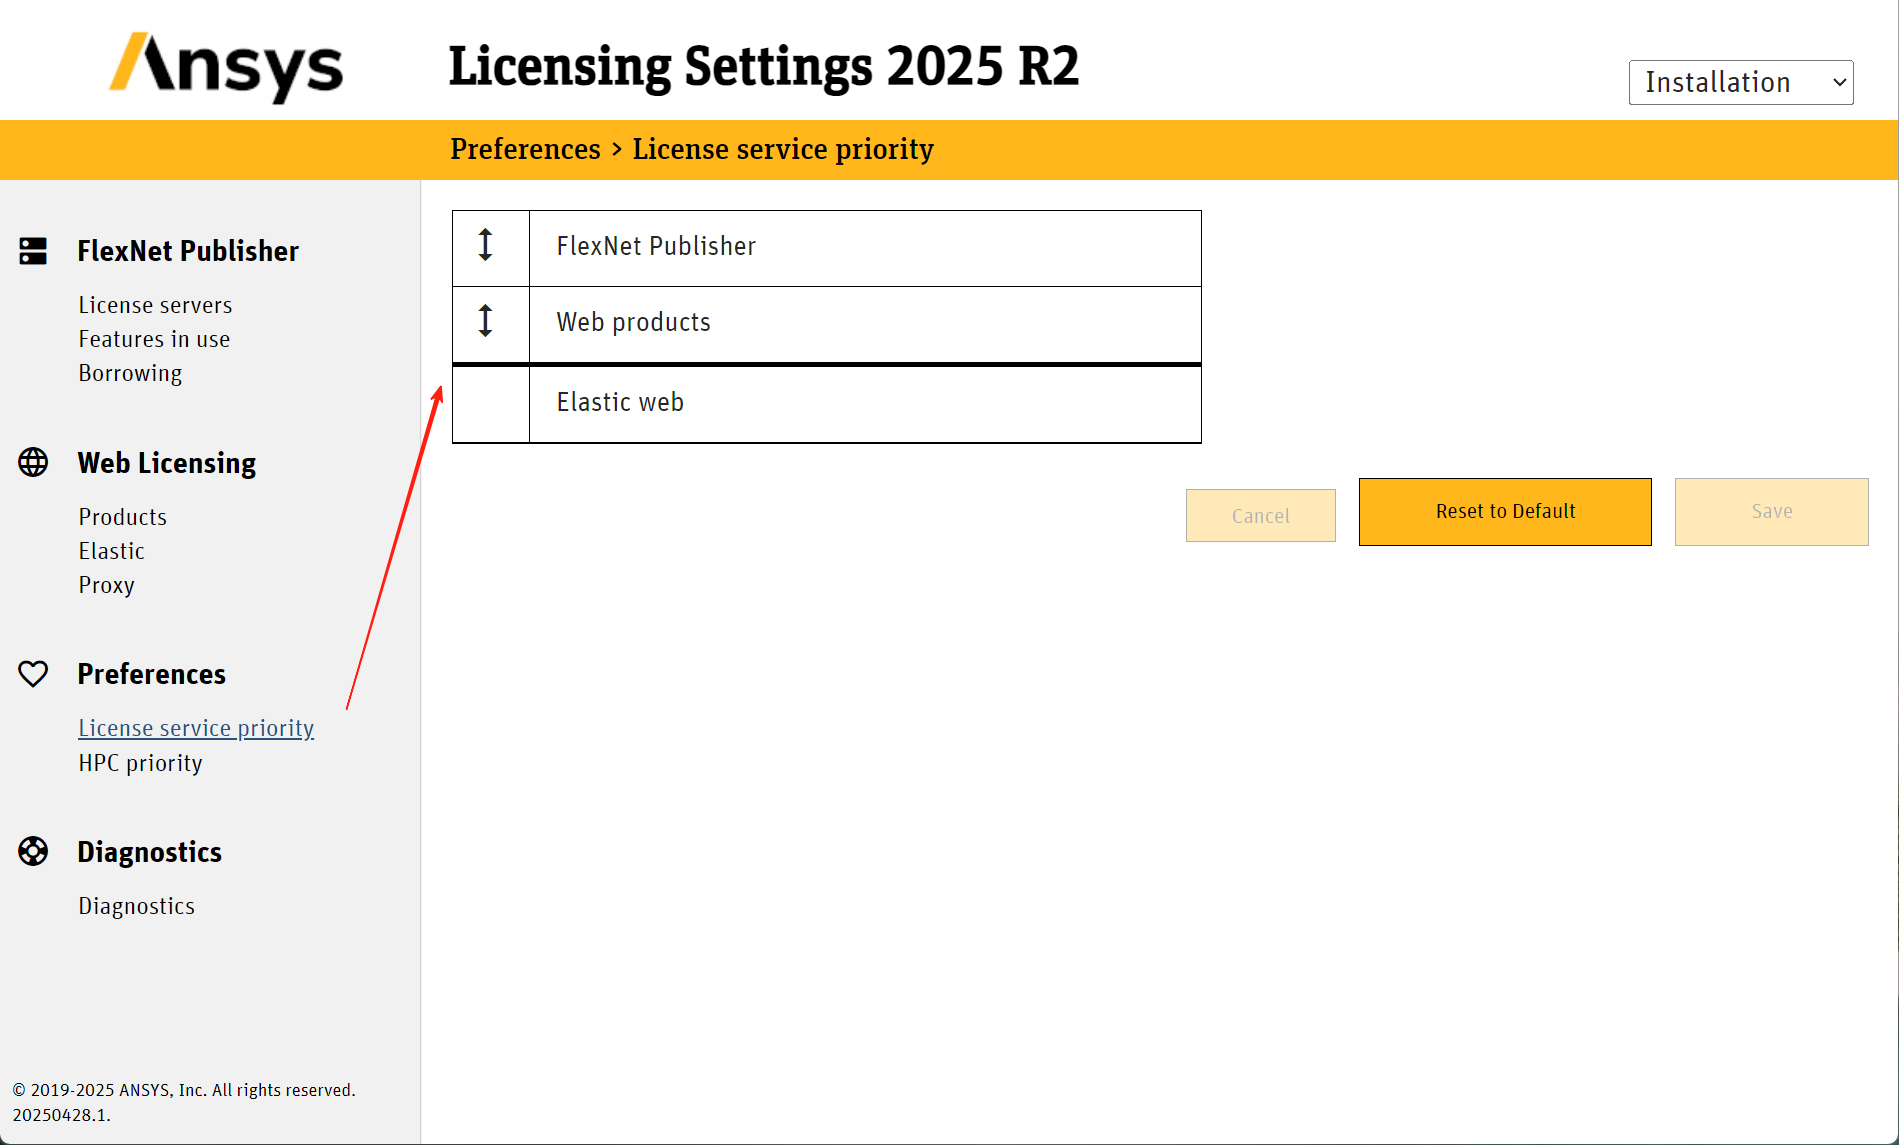 Ansys
Licensing Settings 2025 R2
Installation
Preferences > License service priority
FlexNet Publisher
License servers
Features in use
Borrowing
Web Licensing
Products
Elastic
Proxy
Preferences
License service priority
HPC priority
Diagnostics
Diagnostics
© 2019-2025 ANSYS, Inc. All rights reserved.
20250428.1.
FlexNet Publisher
Web products
Elastic web
Cancel
Reset to Default
Save